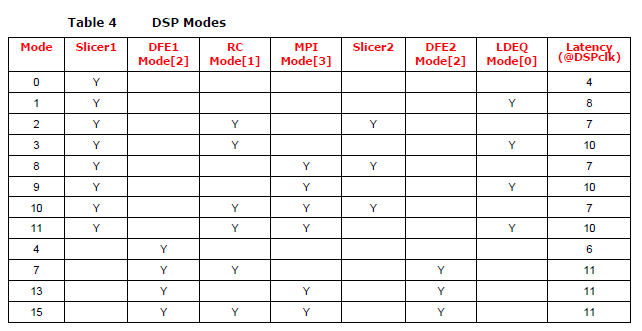 Table 4 DSP Modes
Mode Slicer1 DFE1 Mode[2] RC Mode[1] MPI Mode[3] Slicer2 DFE2 Mode[2] LDEQ Mode[0] Latency (@DSPclk)
0 Y 4
1 Y Y 8
2 Y Y Y 7
3 Y Y Y 10
8 Y Y Y 7
9 Y Y Y 10
10 Y Y Y Y 7
11 Y Y Y Y 10
4 Y 6
7 Y Y Y 11
13 Y Y Y 11
15 Y Y Y Y 11